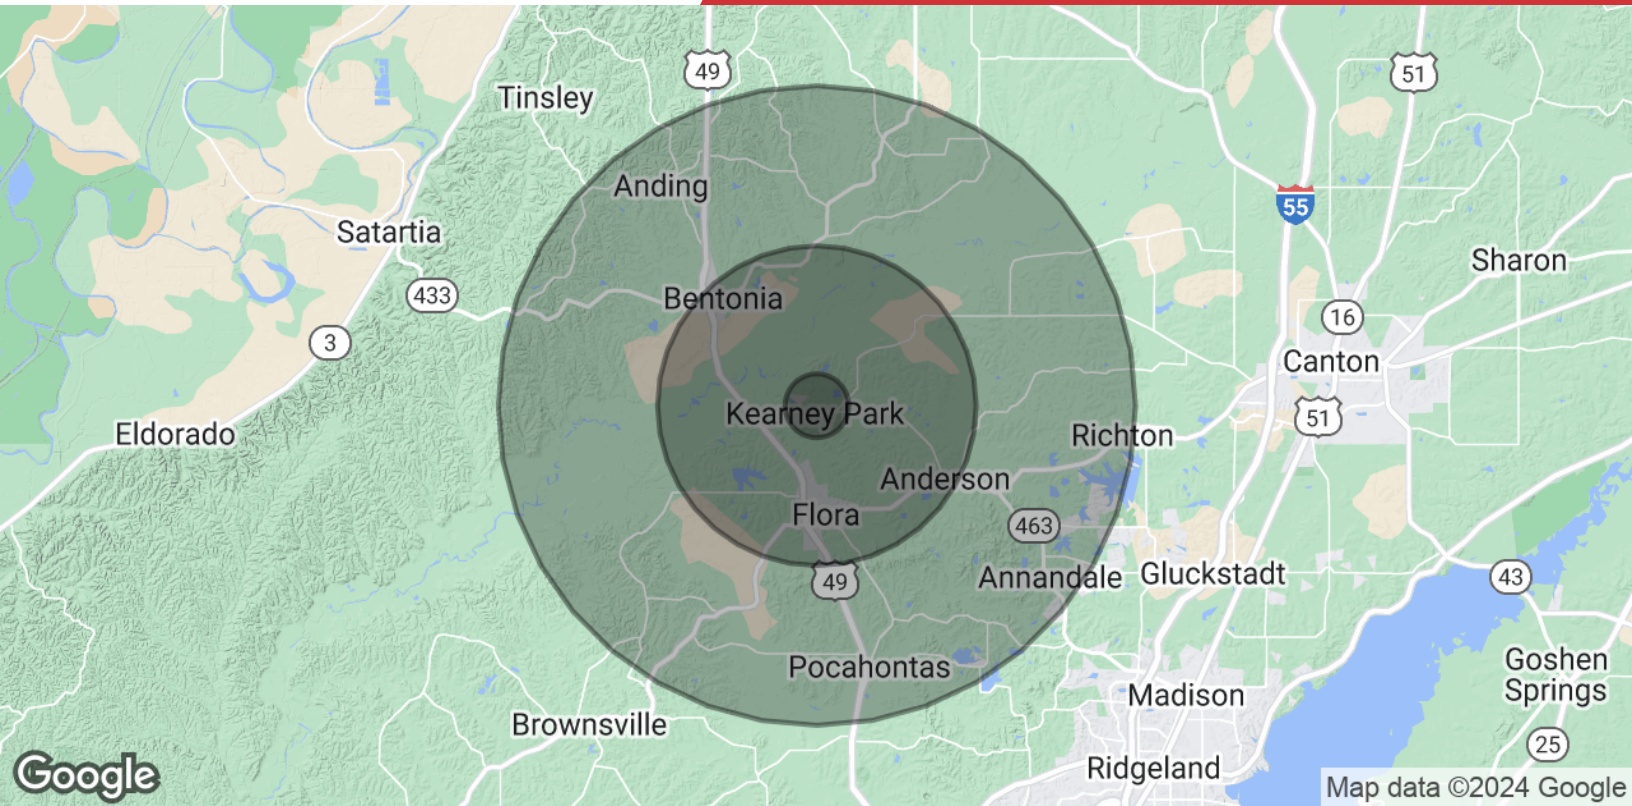 49
51
Tinsley
Anding
55
Satartia
Sharon
433
Bentonia
16
3
Canton
Kearney Park
51
Eldorado
Richton
Anderson
Flora
463
Annandale
Gluckstadt
49
43
Pocahontas
Goshen
Springs
Madison
Brownsville
25
Ridgeland
Google
Map data ©2024 Google